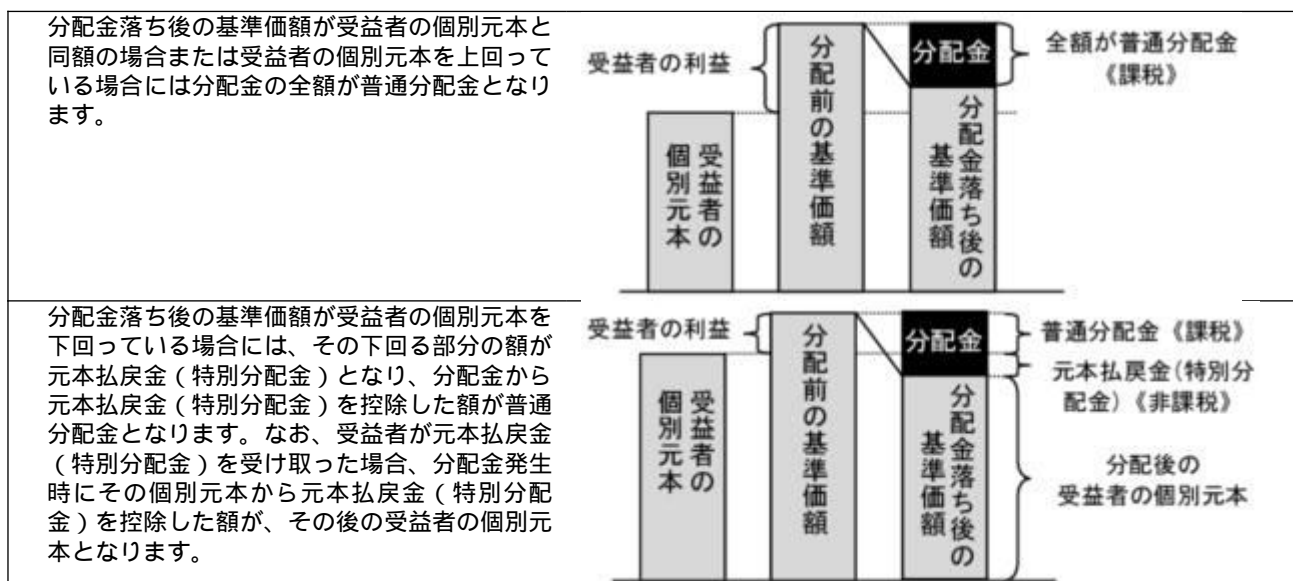 分配金落ち後の基準価額が受益者の個別元本と
同額の場合または受益者の個別元本を上回って
いる場合には分配金の全額が普通分配金となり
ます。
受益者の利益
受益者の
個別元本
分配前の基準価額
分配金
分配金落ち後の
基準価額
全額が普通分配金
《課税》
分配金落ち後の基準価額が受益者の個別元本を
下回っている場合には、その下回る部分の額が
元本払戻金（特別分配金）となり、分配金から
元本払戻金（特別分配金）を控除した額が普通
分配金となります。なお、受益者が元本払戻金
（特別分配金）を受け取った場合、分配金発生
時にその個別元本から元本払戻金（特別分配
金）を控除した額が、その後の受益者の個別元
本となります。
受益者の利益
受益者の
個別元本
分配前の基準価額
分配金
分配金落ち後の
基準価額
普通分配金《課税》
元本払戻金(特別分
配金)《非課税》
分配後の
受益者の個別元本